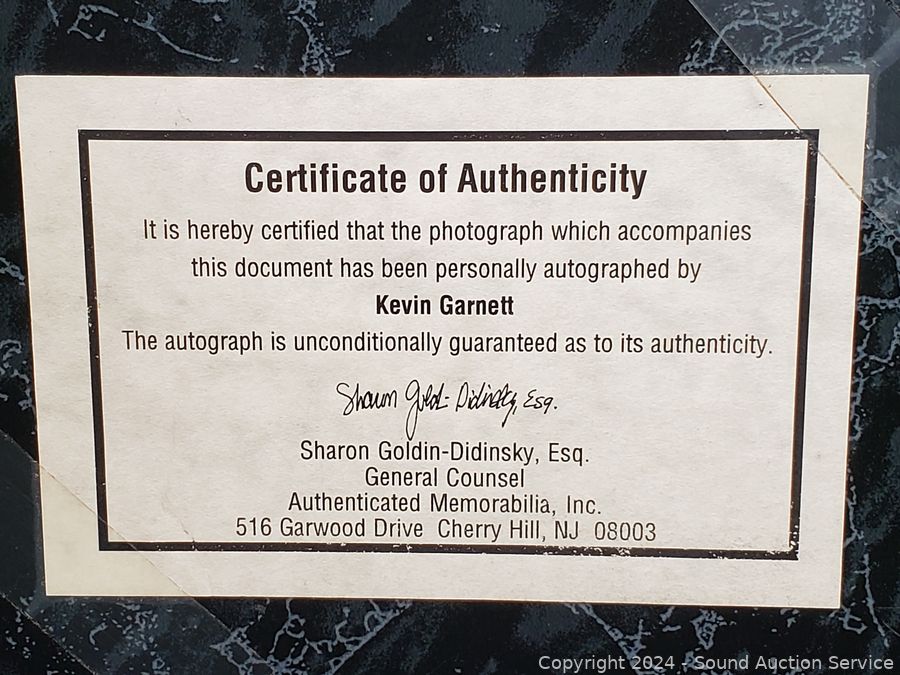 Certificate of Authenticity
It is hereby certified that the photograph which accompanies
this document has been personally autographed by
Kevin Garnett
The autograph is unconditionally guaranteed as to its authenticity.
Sharon Goldin-Didinsky, Esq.
Sharon Goldin-Didinsky, Esq.
General Counsel
Authenticated Memorabilia, Inc.
516 Garwood Drive Cherry Hill, NJ 08003
Copyright 2024 - Sound Auction Service